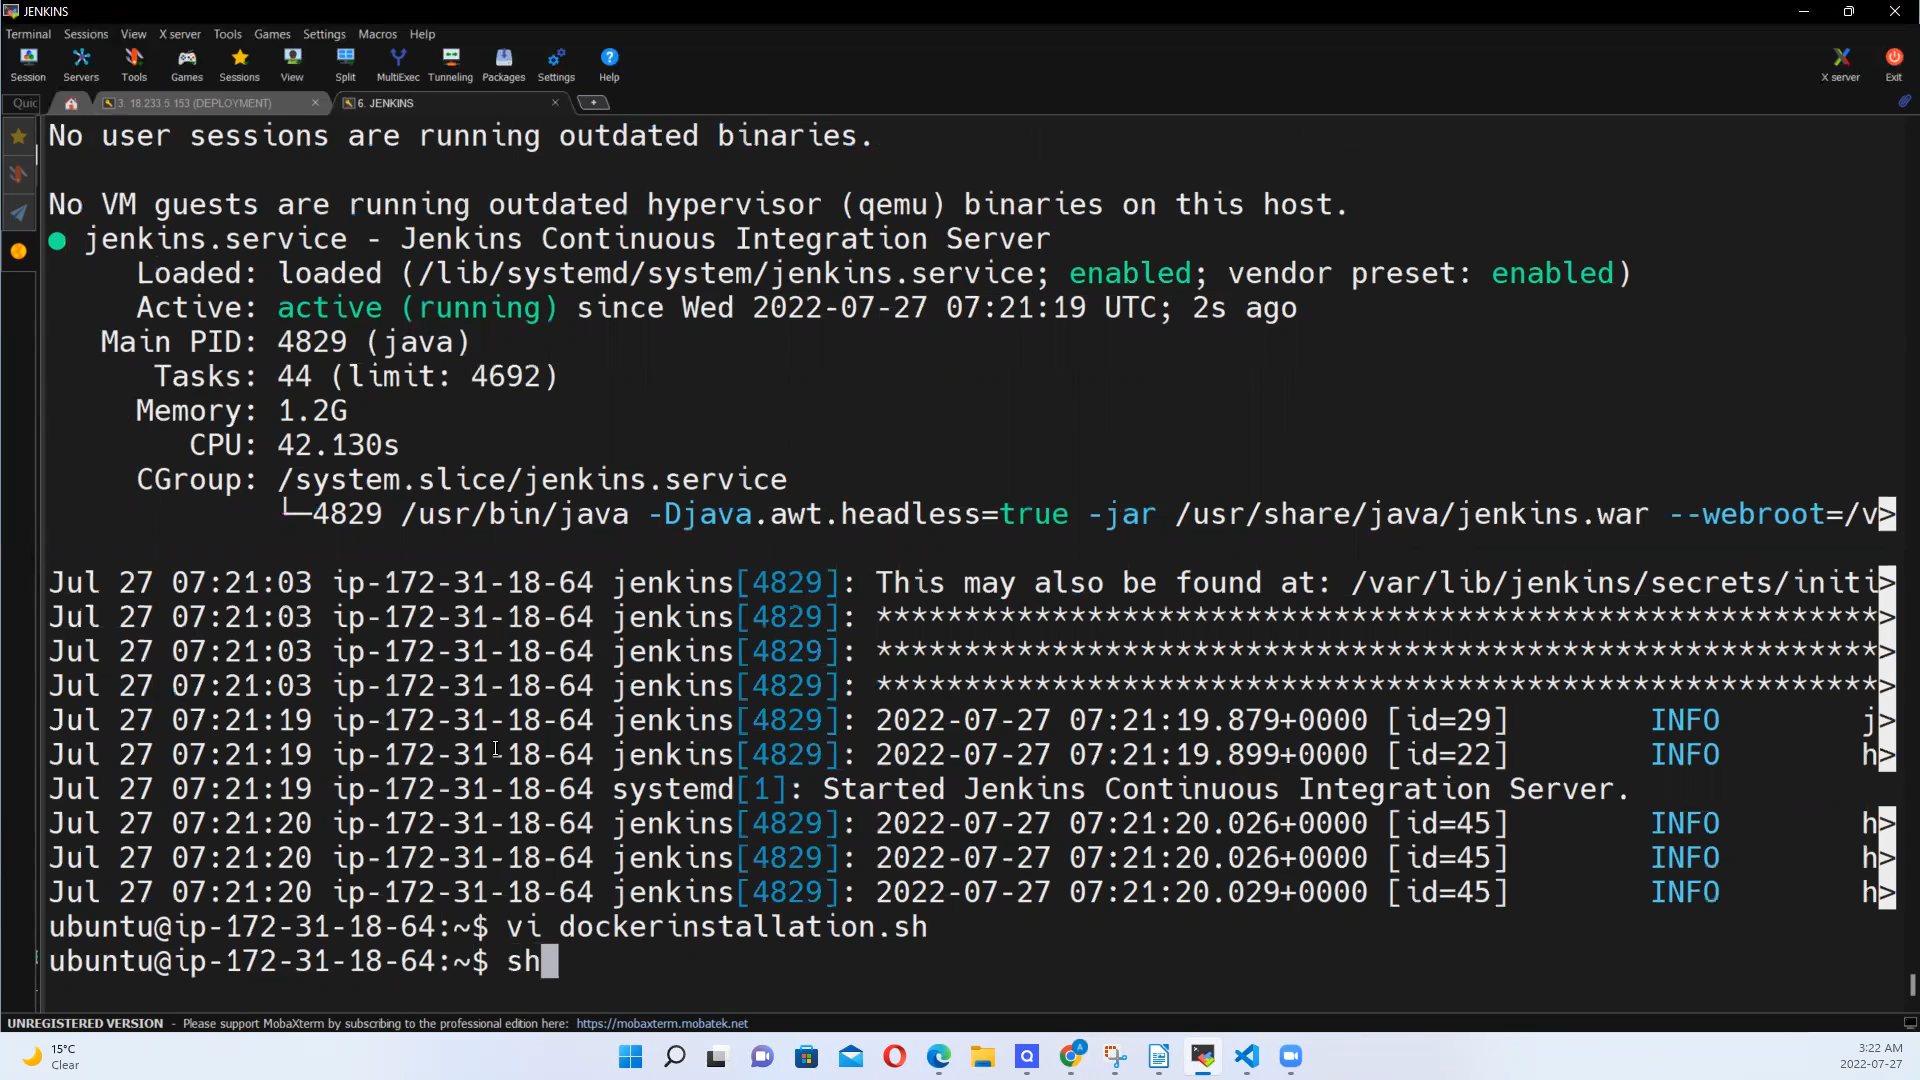 JENKINS
Terminal Sessions View X server Tools Games Settings Macros Help
Session Servers Tools Games Sessions View Split MultiExec Tunneling Packages Settings Help X server Exit
Quic 3. 18.233 5 153 (DEPLOYMENT) 6. JENKINS
No user sessions are running outdated binaries.
No VM guests are running outdated hypervisor (qemu) binaries on this host.
● jenkins.service - Jenkins Continuous Integration Server
Loaded: loaded (/lib/systemd/system/jenkins.service; enabled; vendor preset: enabled)
Active: active (running) since Wed 2022-07-27 07:21:19 UTC; 2s ago
Main PID: 4829 (java)
Tasks: 44 (limit: 4692)
Memory: 1.2G
CPU: 42.130s
CGroup: /system.slice/jenkins.service
└─4829 /usr/bin/java -Djava.awt.headless=true -jar /usr/share/java/jenkins.war --webroot=/v>
Jul 27 07:21:03 ip-172-31-18-64 jenkins[4829]: This may also be found at: /var/lib/jenkins/secrets/initi>
Jul 27 07:21:03 ip-172-31-18-64 jenkins[4829]: *********************************************************>
Jul 27 07:21:03 ip-172-31-18-64 jenkins[4829]: *********************************************************>
Jul 27 07:21:03 ip-172-31-18-64 jenkins[4829]: *********************************************************>
Jul 27 07:21:19 ip-172-31-18-64 jenkins[4829]: 2022-07-27 07:21:19.879+0000 [id=29] INFO j>
Jul 27 07:21:19 ip-172-31-18-64 jenkins[4829]: 2022-07-27 07:21:19.899+0000 [id=22] INFO h>
Jul 27 07:21:19 ip-172-31-18-64 systemd[1]: Started Jenkins Continuous Integration Server.
Jul 27 07:21:20 ip-172-31-18-64 jenkins[4829]: 2022-07-27 07:21:20.026+0000 [id=45] INFO h>
Jul 27 07:21:20 ip-172-31-18-64 jenkins[4829]: 2022-07-27 07:21:20.026+0000 [id=45] INFO h>
Jul 27 07:21:20 ip-172-31-18-64 jenkins[4829]: 2022-07-27 07:21:20.029+0000 [id=45] INFO h>
ubuntu@ip-172-31-18-64:~$ vi dockerinstallation.sh
ubuntu@ip-172-31-18-64:~$ sh
UNREGISTERED VERSION - Please support MobaXterm by subscribing to the professional edition here: https://mobaxterm.mobatek.net
15°C
Clear
3:22 AM
2022-07-27